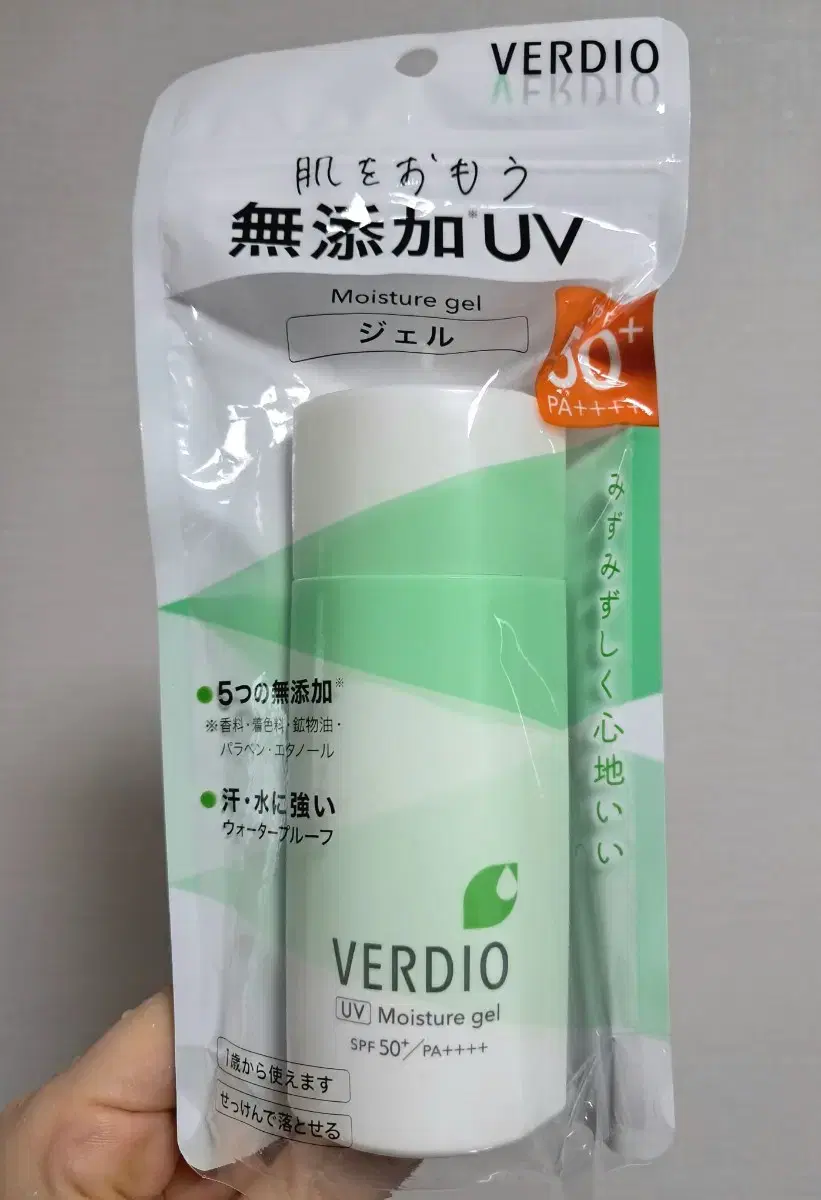 VERDIO
肌をおもう
無添加※UV
Moisture gel
ジェル
50+
PA++++
みずみずしく心地いい
●5つの無添加※
※香料・着色料・鉱物油・
パラベン・エタノール
●汗・水に強い
ウォータープルーフ
VERDIO
UV Moisture gel
SPF 50+/PA++++
1歳から使えます
せっけんで落とせる